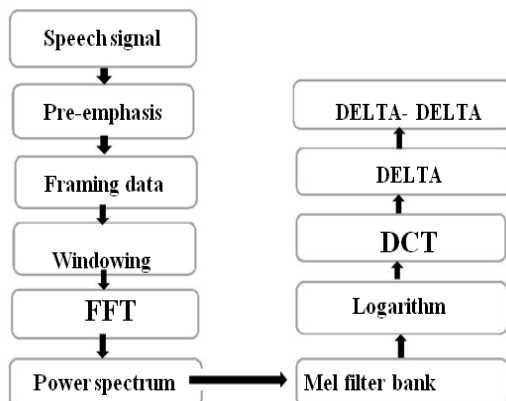 Speech signal
Pre-emphasis
Framing data
Windowing
FFT
Power spectrum
Mel filter bank
Logarithm
DCT
DELTA
DELTA- DELTA